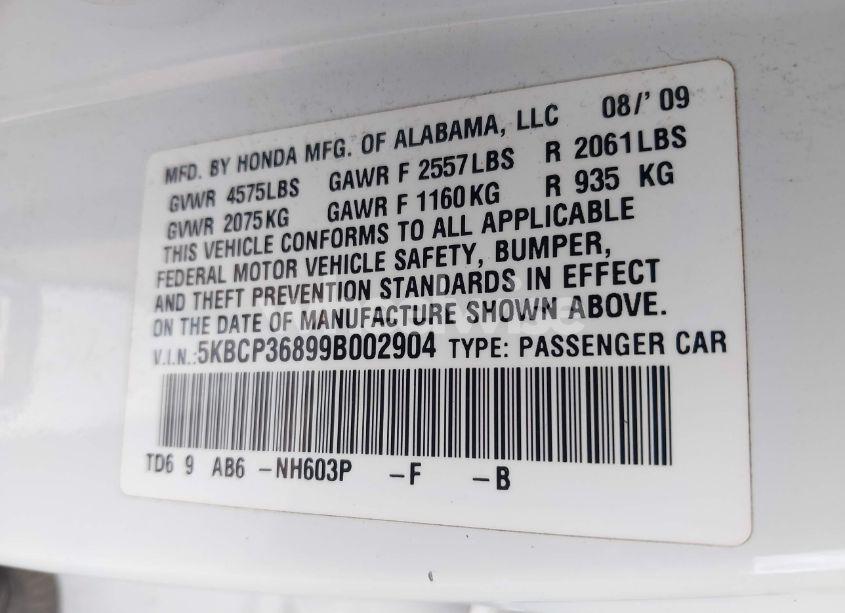 MFD. BY HONDA MFG. OF ALABAMA, LLC 08/'09
GVWR 4575LBS GAWR F 2557LBS R 2061LBS
GVWR 2075KG GAWR F 1160KG R 935 KG
THIS VEHICLE CONFORMS TO ALL APPLICABLE
FEDERAL MOTOR VEHICLE SAFETY, BUMPER,
AND THEFT PREVENTION STANDARDS IN EFFECT
ON THE DATE OF MANUFACTURE SHOWN ABOVE.
V.I.N.:5KBCP36899B002904 TYPE: PASSENGER CAR
TD6 9 AB6 -NH603P -F -B